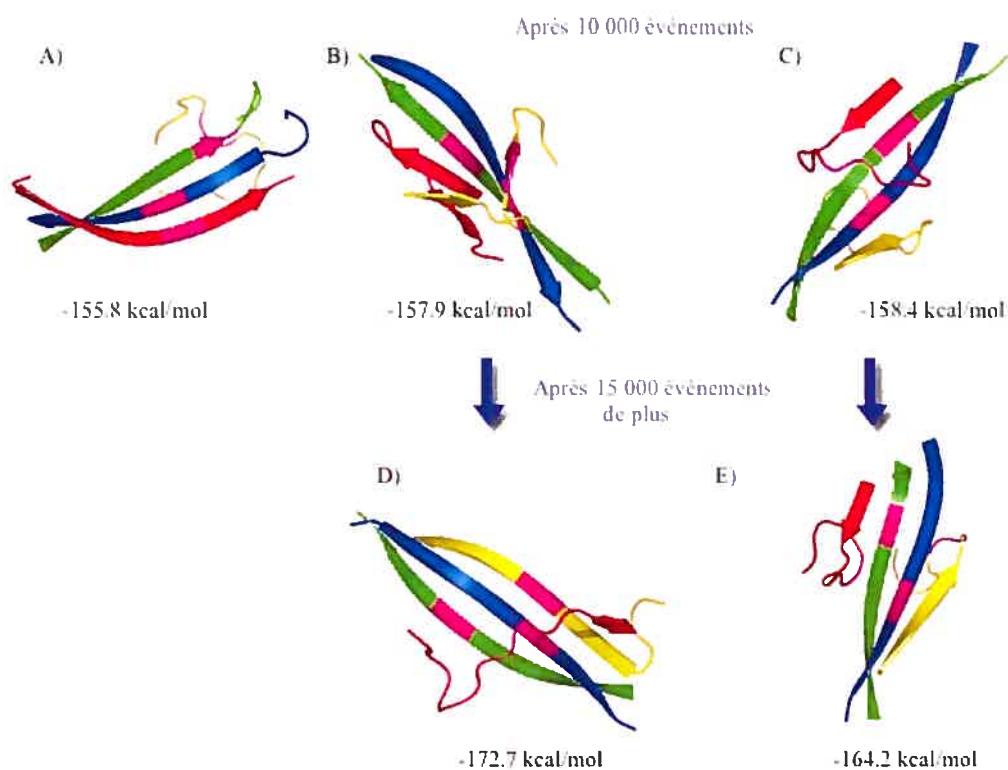 Après 10 000 événements
A)
B)
C)
-155.8 kcal/mol
-157.9 kcal/mol
-158.4 kcal/mol
Après 15 000 événements
de plus
D)
E)
-172.7 kcal/mol
-164.2 kcal/mol